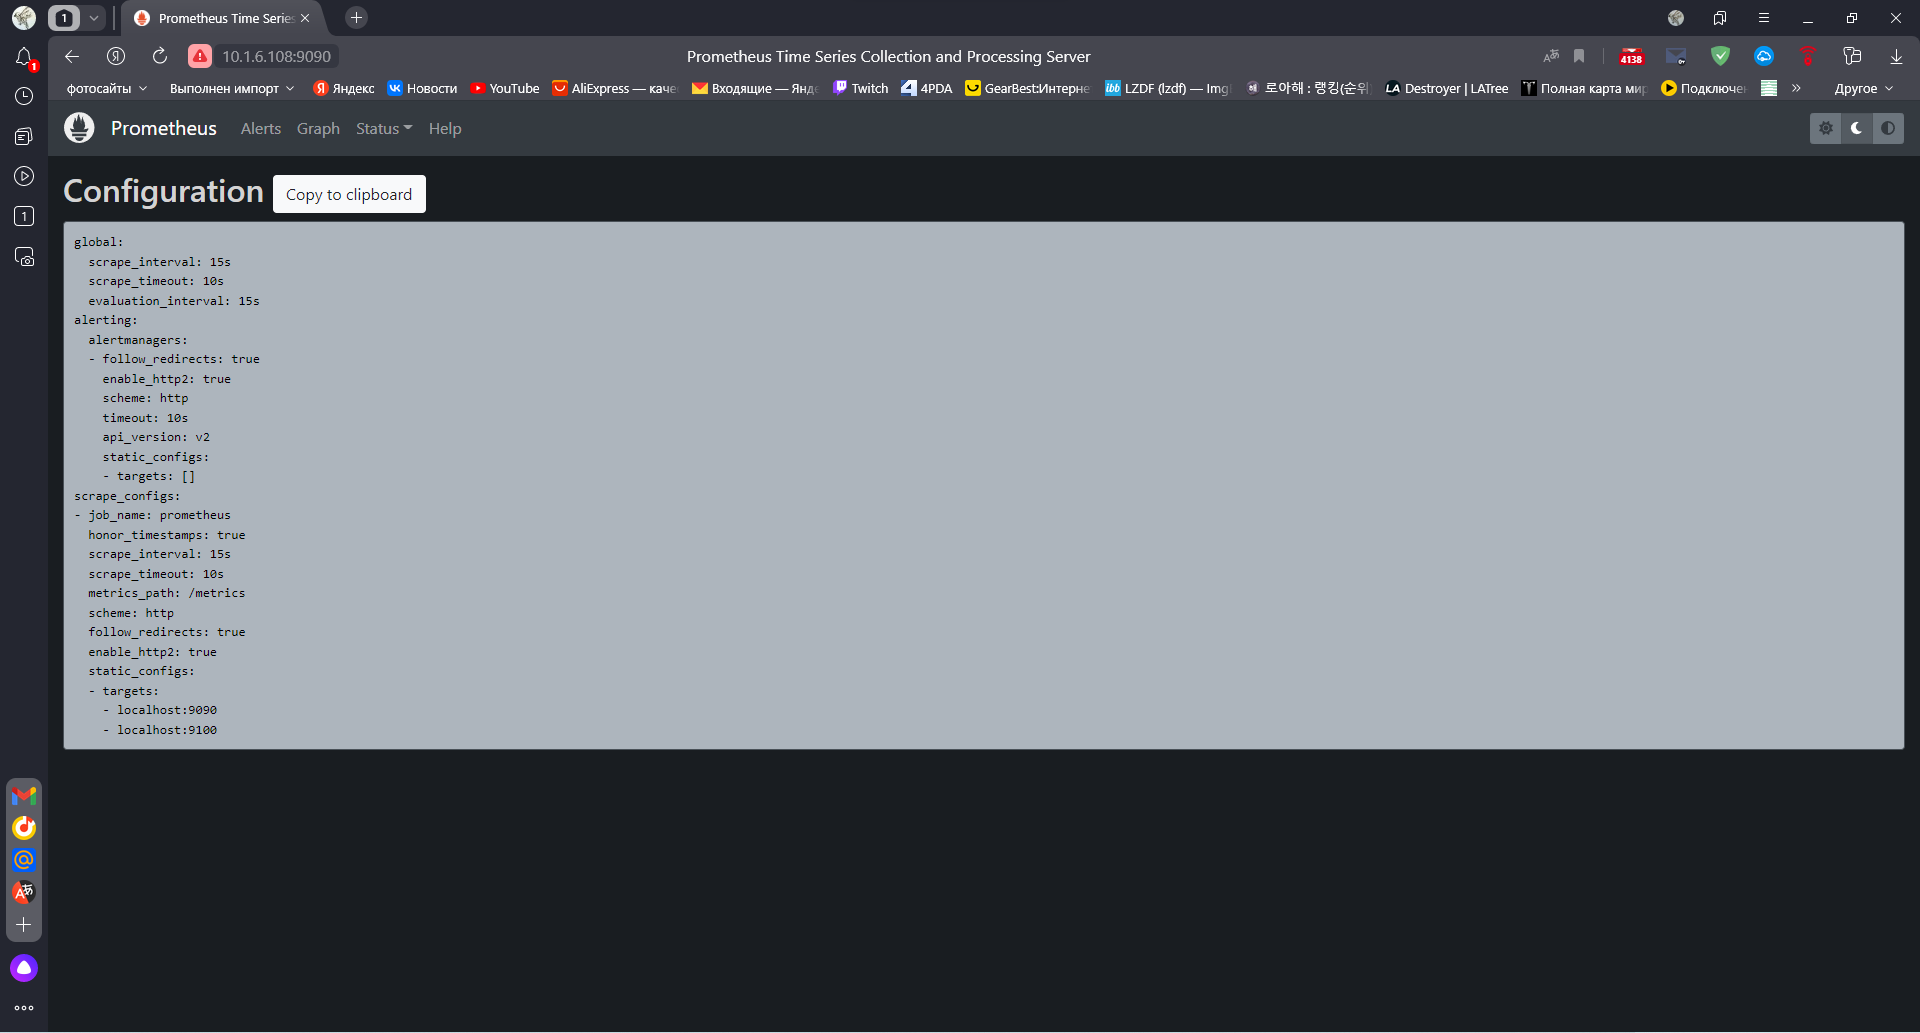 1
Prometheus Time Series
1
10.1.6.108:9090
Prometheus Time Series Collection and Processing Server
4138
фотосайты
Выполнен импорт
Яндекс
Новости
YouTube
AliExpress — каче
Входящие — Янде
Twitch
4PDA
GearBest:Интерне
LZDF (lzdf) — Img
로아해 : 랭킹(순위
Destroyer | LATree
Полная карта мир
Подключен
Другое
Prometheus
Alerts
Graph
Status
Help
1
Configuration
Copy to clipboard
global:
scrape_interval: 15s
scrape_timeout: 10s
evaluation_interval: 15s
alerting:
alertmanagers:
- follow_redirects: true
enable_http2: true
scheme: http
timeout: 10s
api_version: v2
static_configs:
- targets: []
scrape_configs:
- job_name: prometheus
honor_timestamps: true
scrape_interval: 15s
scrape_timeout: 10s
metrics_path: /metrics
scheme: http
follow_redirects: true
enable_http2: true
static_configs:
- targets:
- localhost:9090
- localhost:9100